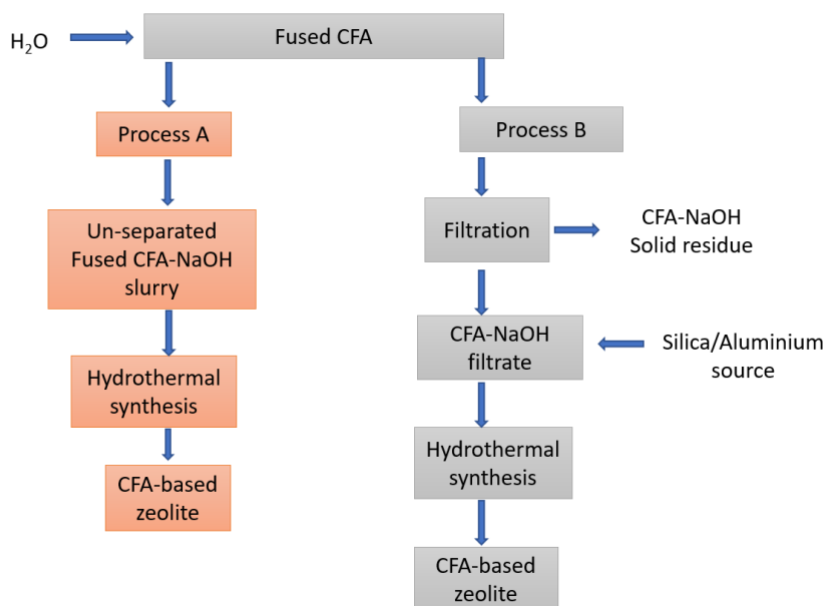 H₂O
Fused CFA
Process A
Process B
Un-separated
Fused CFA-NaOH
slurry
Filtration
CFA-NaOH
Solid residue
Hydrothermal
synthesis
CFA-NaOH
filtrate
Silica/Aluminium
source
CFA-based
zeolite
Hydrothermal
synthesis
CFA-based
zeolite